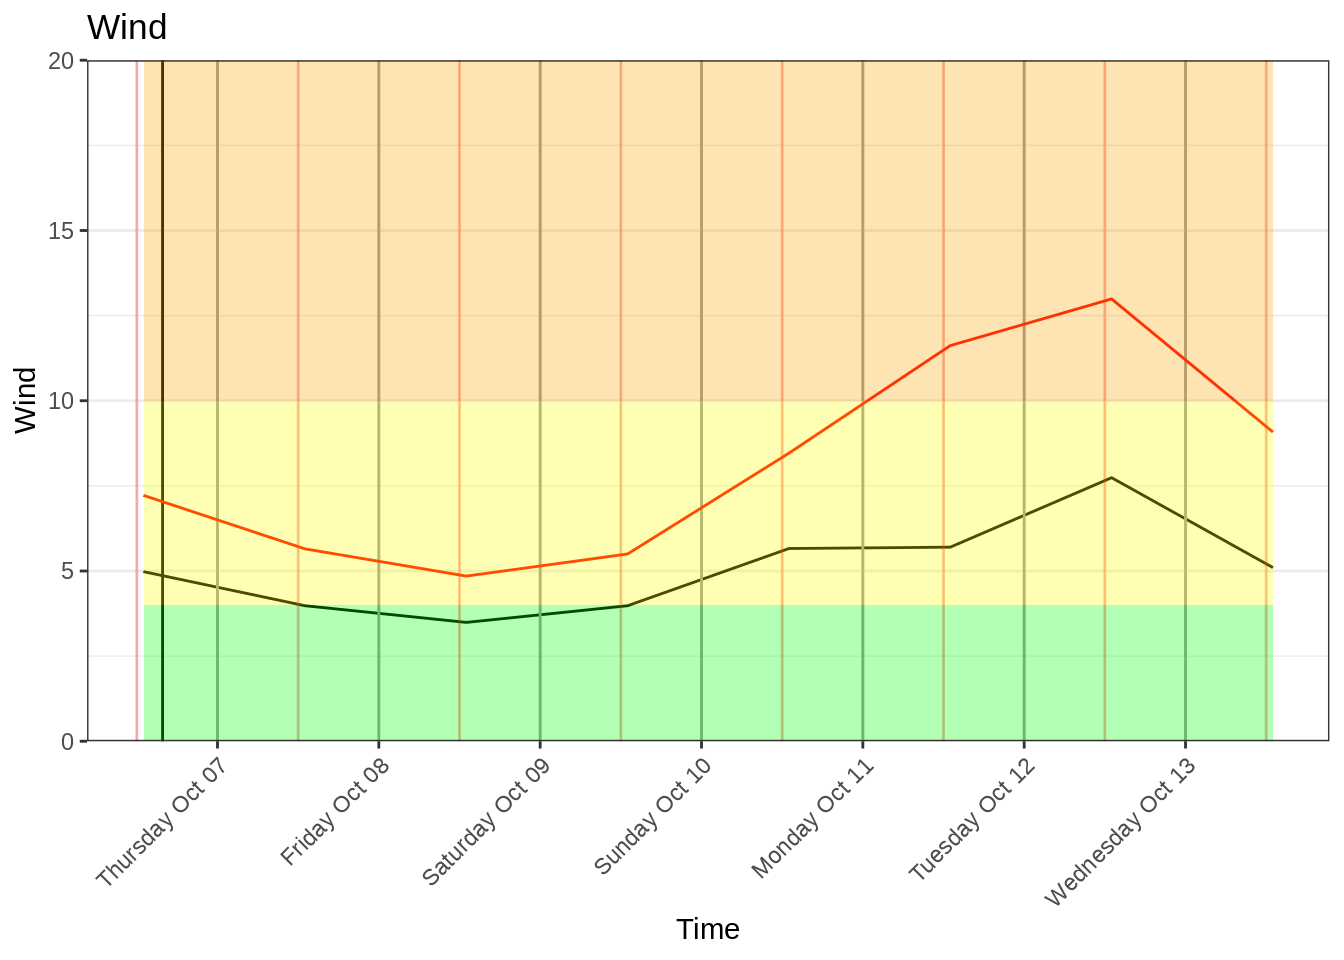 Wind
20
15
10
5
0
Wind
Thursday Oct 07
Friday Oct 08
Saturday Oct 09
Sunday Oct 10
Monday Oct 11
Tuesday Oct 12
Wednesday Oct 13
Time